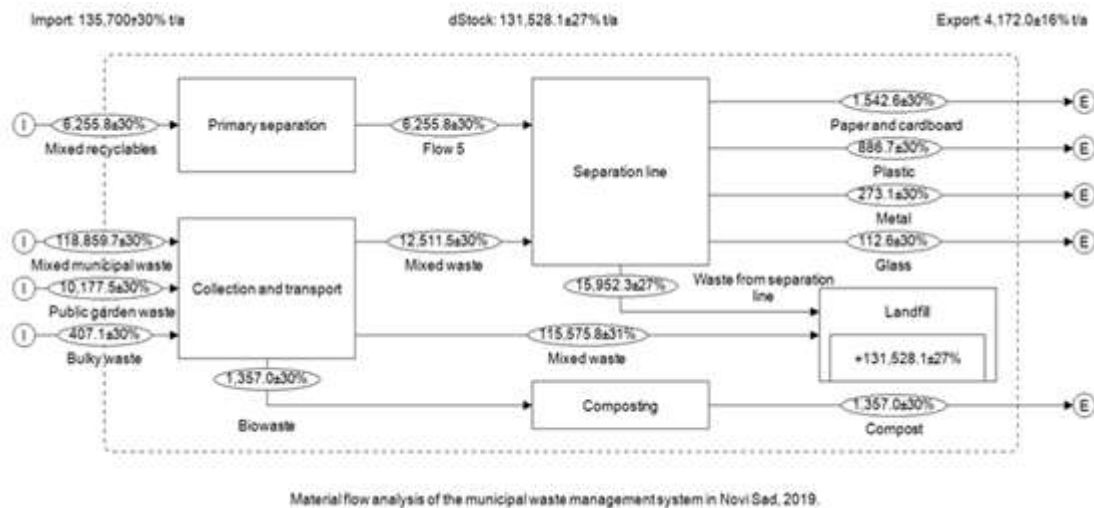 Import: 135,700±30% t/a
dStock: 131,528.1±27% t/a
Export: 4,172.0±16% t/a
I
6,255.8±30%
Mixed recyclables
Primary separation
6,255.8±30%
Flow 5
Separation line
1,542.6±30%
E
Paper and cardboard
886.7±30%
E
Plastic
273.1±30%
E
Metal
112.6±30%
E
Glass
I
118,859.7±30%
Mixed municipal waste
I
10,177.5±30%
Public garden waste
I
407.1±30%
Bulky waste
Collection and transport
12,511.5±30%
Mixed waste
15,952.3±27%
Waste from separation
line
Landfill
+131,528.1±27%
115,575.8±31%
Mixed waste
1,357.0±30%
Biowaste
Composting
1,357.0±30%
E
Compost
Material flow analysis of the municipal waste management system in Novi Sad, 2019.